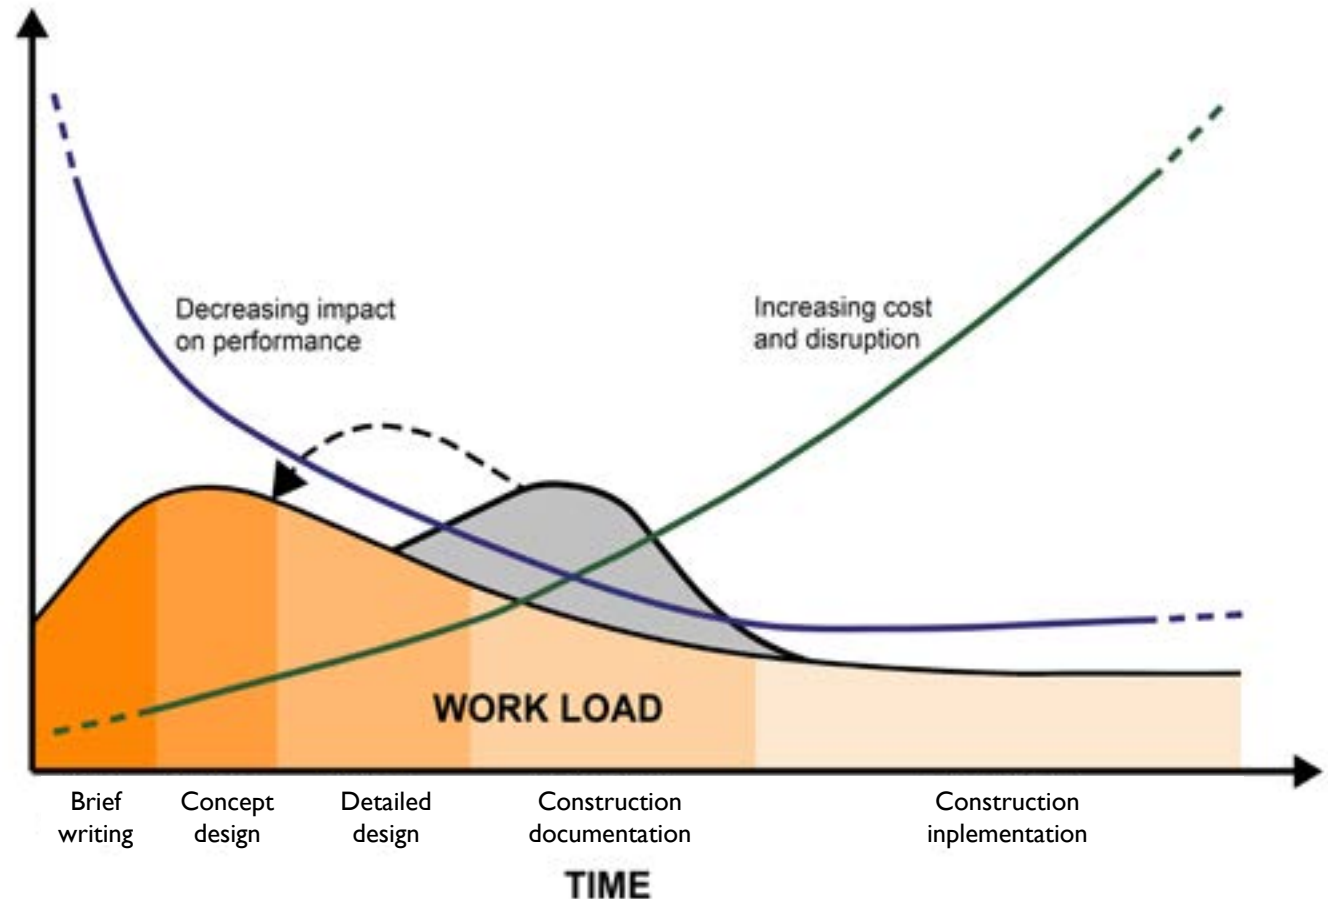 Decreasing impact
on performance
Increasing cost
and disruption
WORK LOAD
Brief
writing
Concept
design
Detailed
design
Construction
documentation
Construction
inplementation
TIME